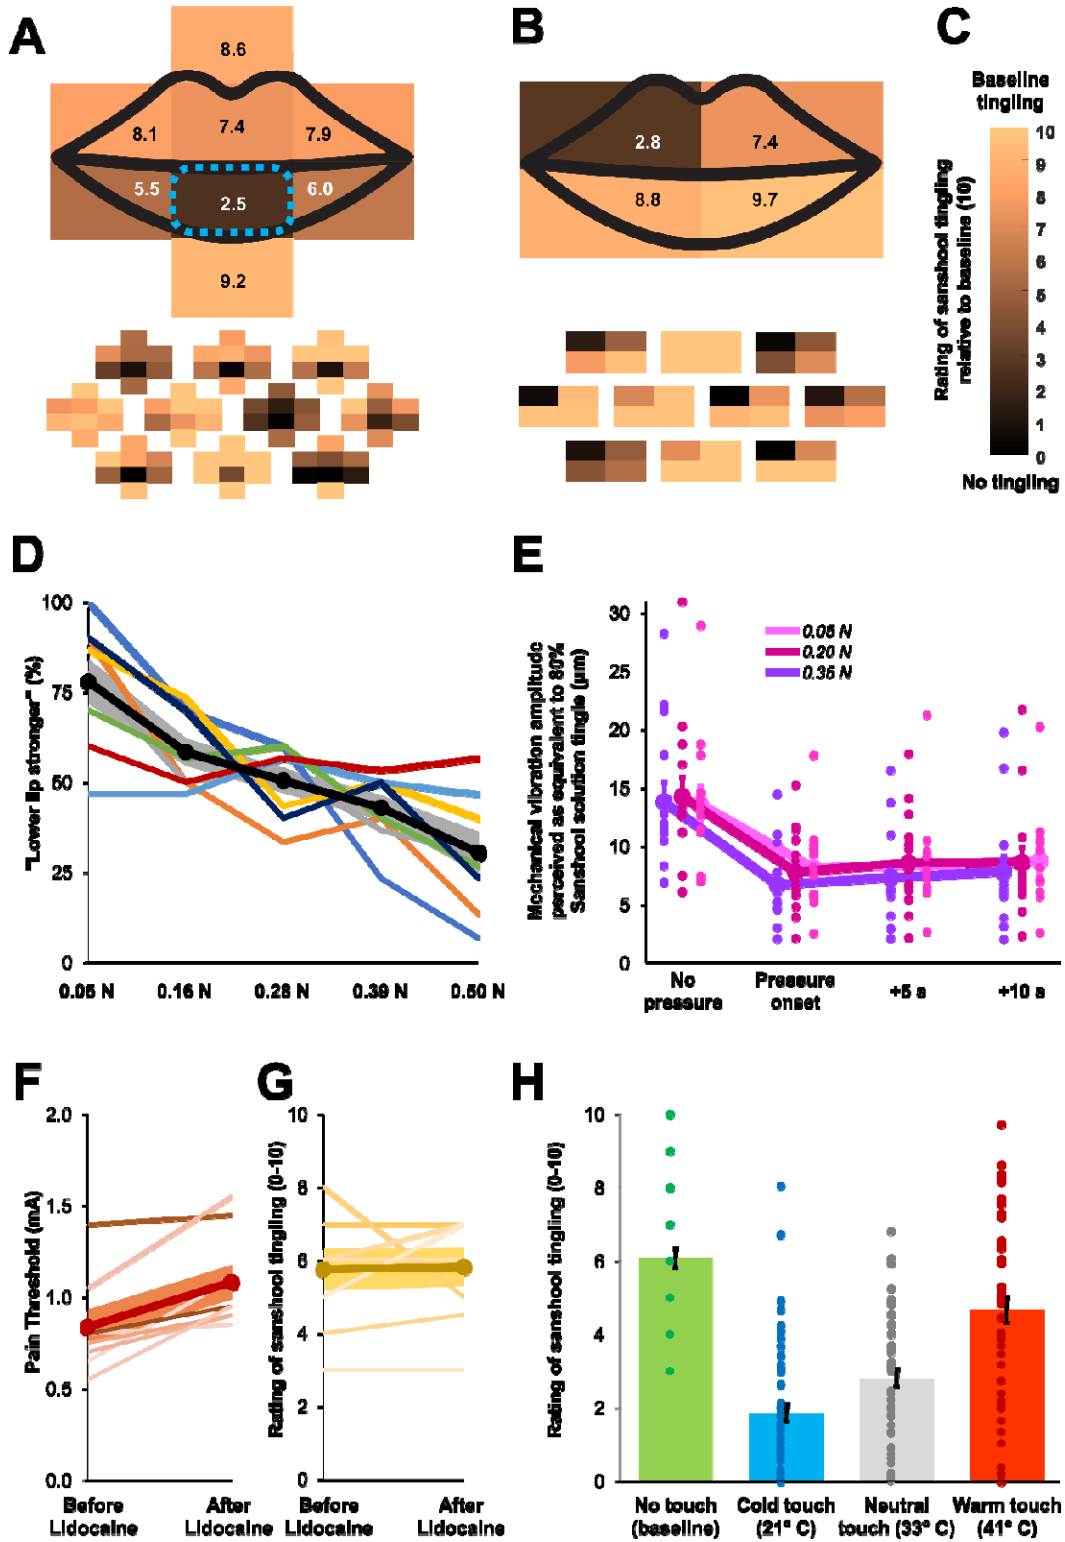 A
B
C
8.6
8.1
7.4
7.9
5.5
2.5
6.0
9.2
2.8
7.4
8.8
9.7
Baseline
tingling
Rating of sanshool tingling
relative to baseline (10)
10
9
8
7
6
5
4
3
2
1
0
No tingling
D
"Lower lip stronger" (%)
100
75
50
25
0
0.05 N
0.16 N
0.28 N
0.39 N
0.50 N
E
Mechanical vibration amplitude
perceived as equivalent to 80%
Sanshool solution tingle (µm)
30
25
20
15
10
5
0
0.05 N
0.20 N
0.35 N
No
pressure
Pressure
onset
+5 s
+10 s
F
Pain Threshold (mA)
2.0
1.5
1.0
0.5
0.0
Before
Lidocaine
After
Lidocaine
G
Rating of sanshool tingling (0-10)
10
8
6
4
2
0
Before
Lidocaine
After
Lidocaine
H
Rating of sanshool tingling (0-10)
10
8
6
4
2
0
No touch
(baseline)
Cold touch
(21° C)
Neutral
touch (33° C)
Warm touch
(41° C)